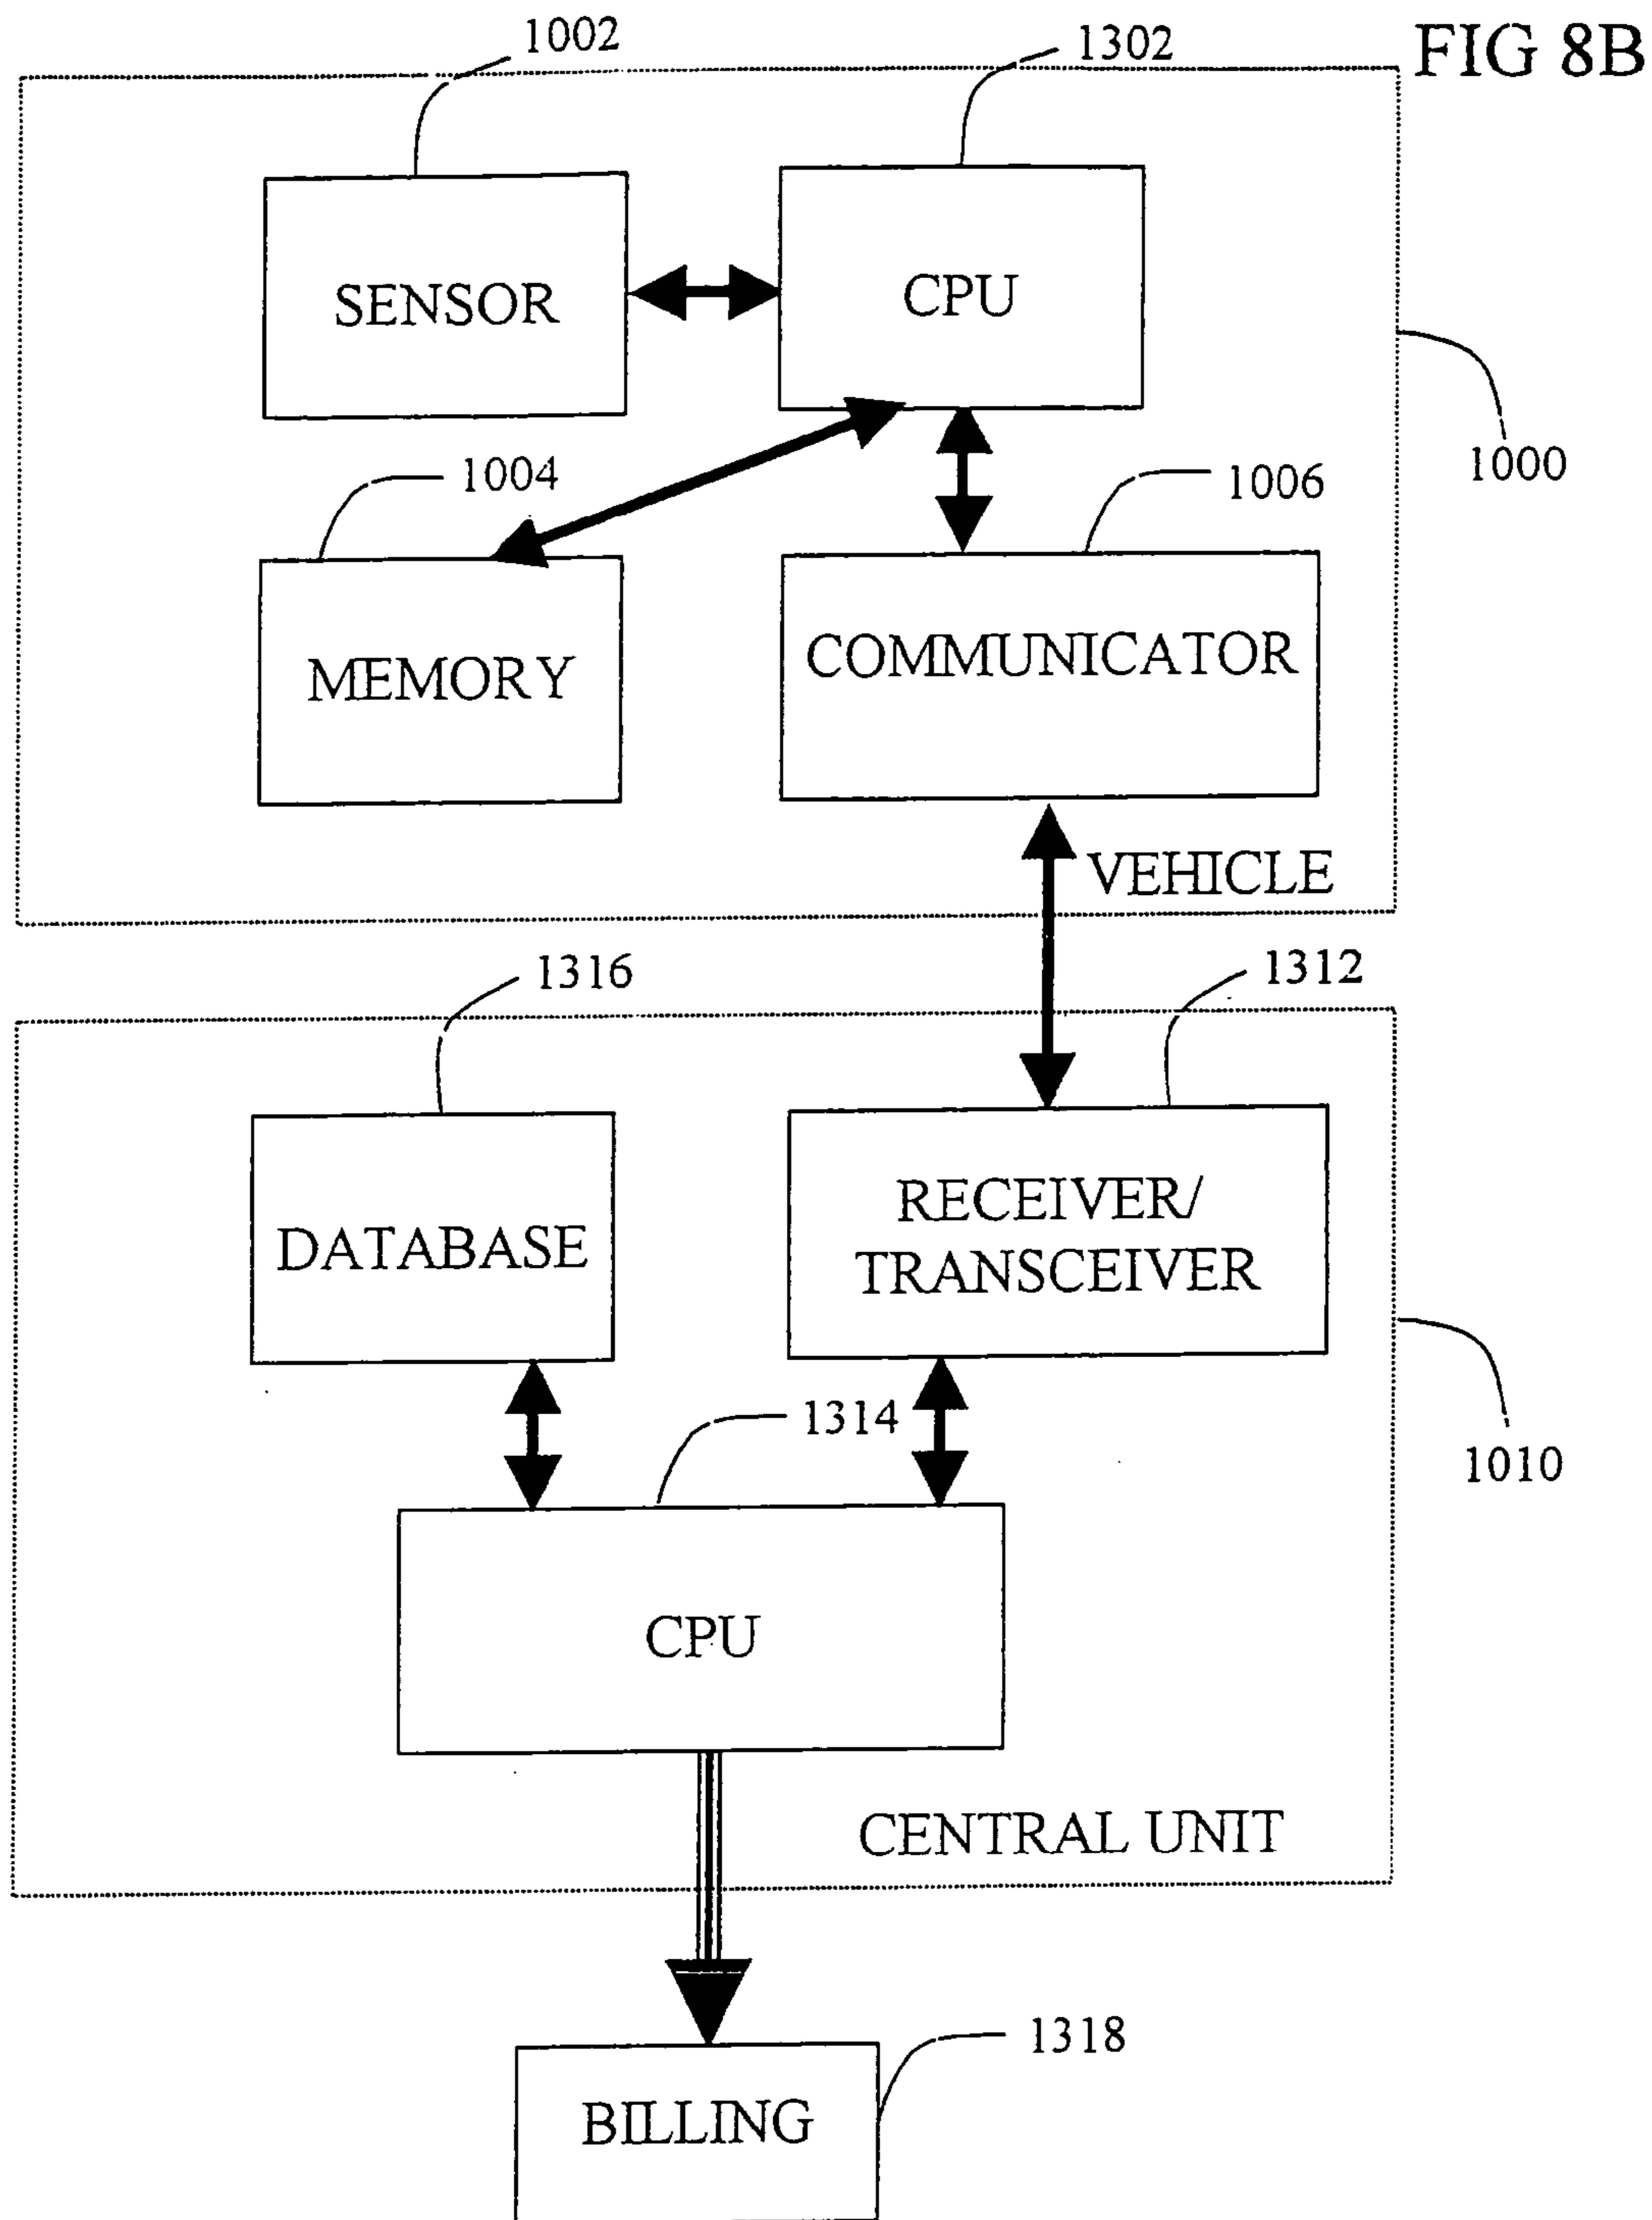 FIG 8B
1002
1302
SENSOR
CPU
1000
1004
1006
MEMORY
COMMUNICATOR
VEHICLE
1316
1312
DATABASE
RECEIVER/
TRANSCEIVER
1314
1010
CPU
CENTRAL UNIT
1318
BILLING